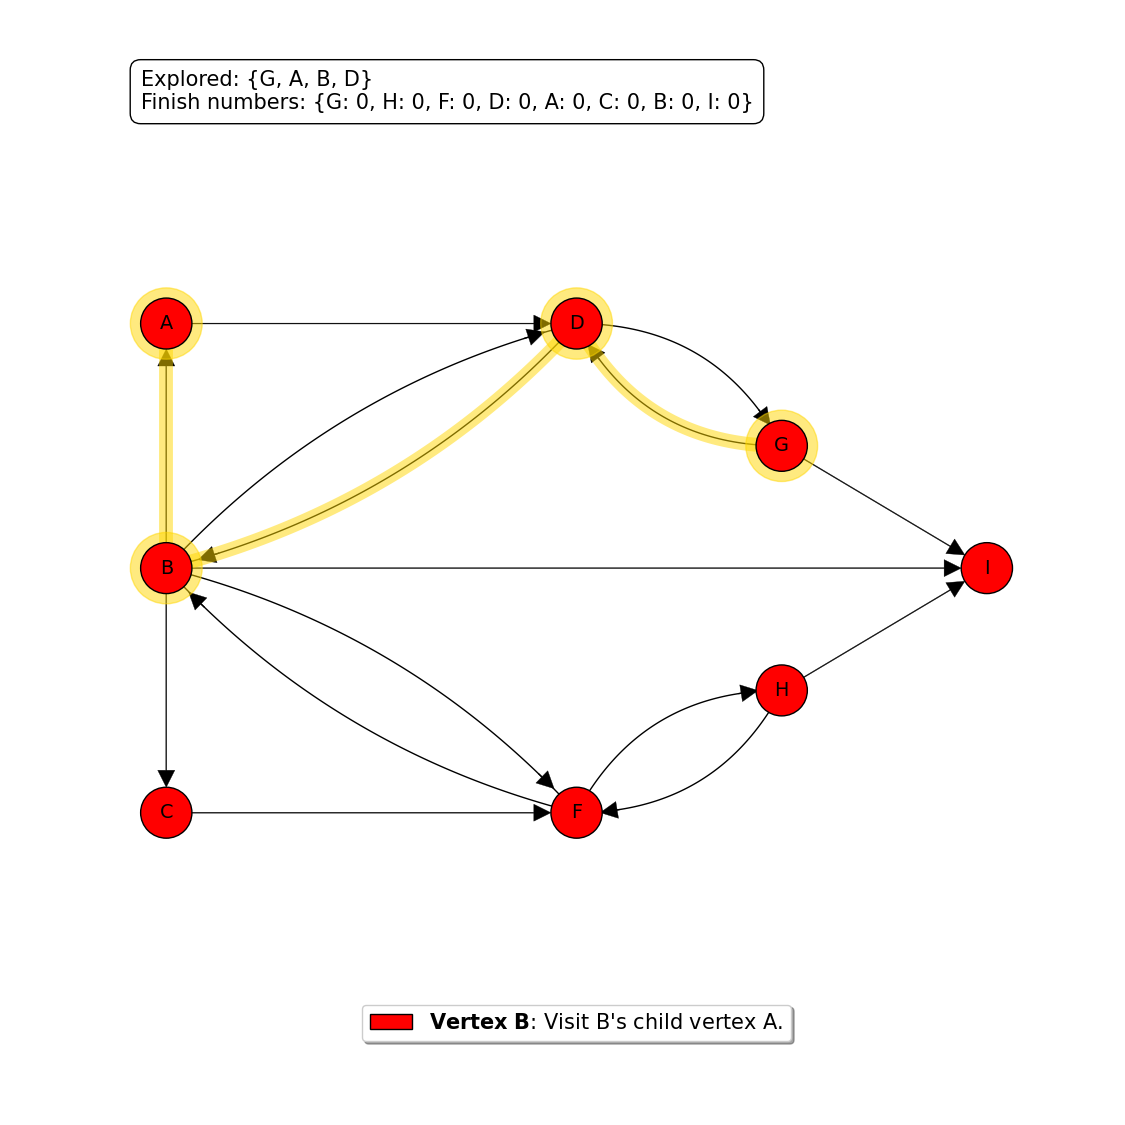 Explored: {G, A, B, D}
Finish numbers: {G: 0, H: 0, F: 0, D: 0, A: 0, C: 0, B: 0, I: 0}
A
D
G
B
I
H
C
F
Vertex B: Visit B's child vertex A.